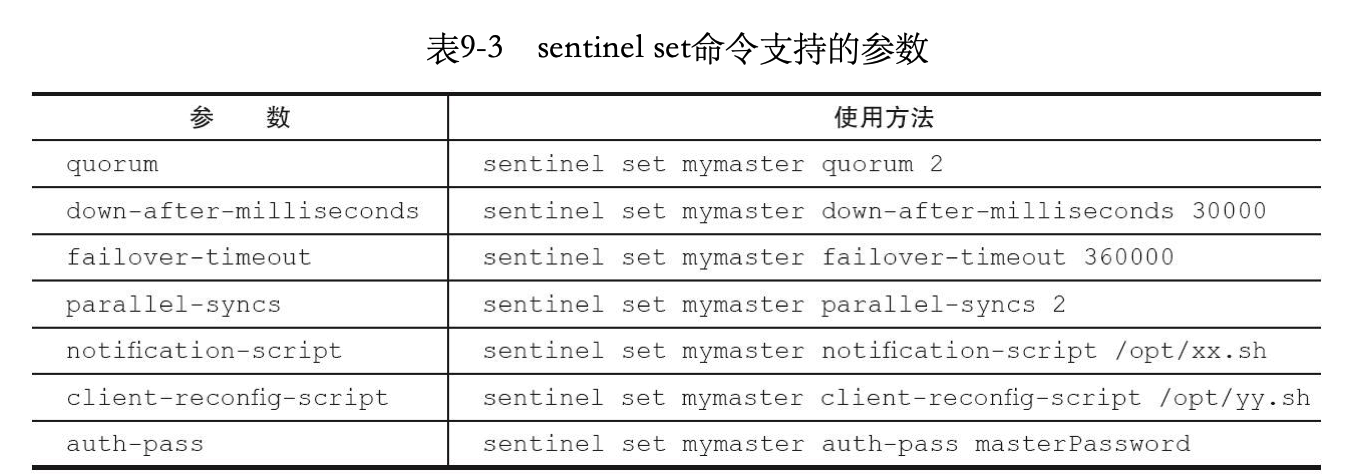 表9-3 sentinel set命令支持的参数
参 数 使用方法
quorum sentinel set mymaster quorum 2
down-after-milliseconds sentinel set mymaster down-after-milliseconds 30000
failover-timeout sentinel set mymaster failover-timeout 360000
parallel-syncs sentinel set mymaster parallel-syncs 2
notification-script sentinel set mymaster notification-script /opt/xx.sh
client-reconfig-script sentinel set mymaster client-reconfig-script /opt/yy.sh
auth-pass sentinel set mymaster auth-pass masterPassword